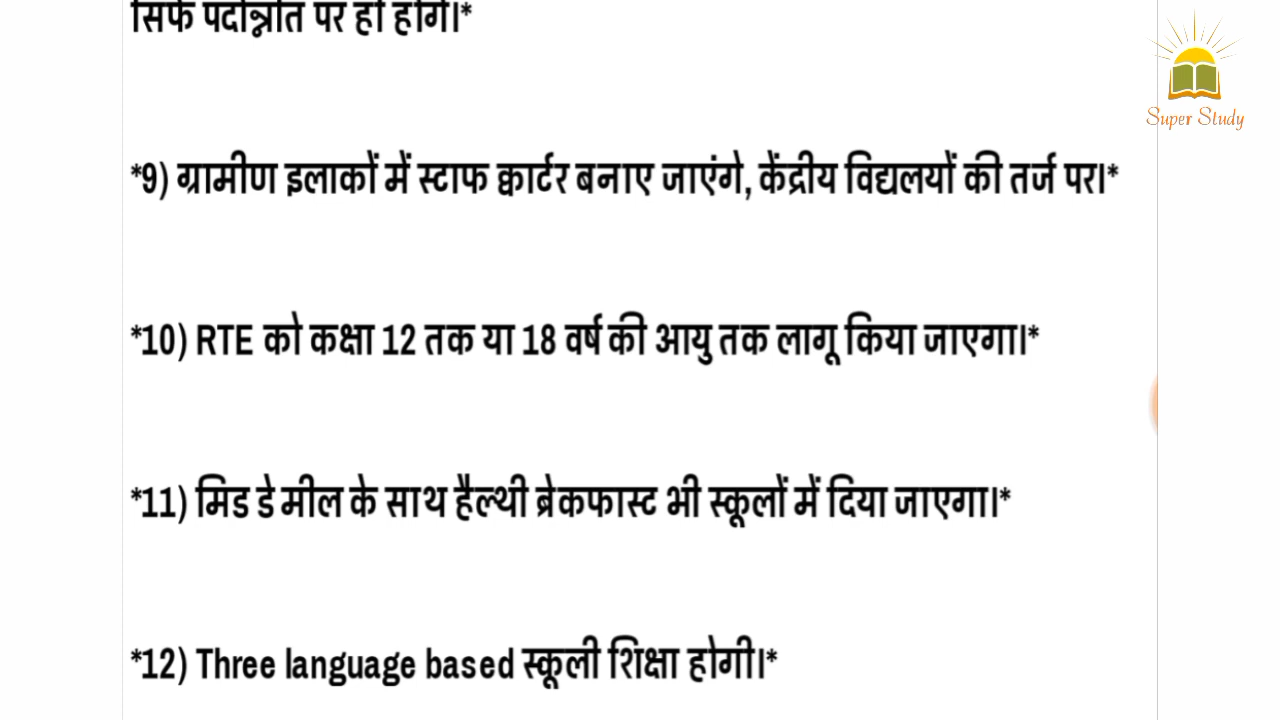 सिर्फ पदोन्नति पर ही होंगे।*
Super Study
*9) ग्रामीण इलाकों में स्टाफ क्वार्टर बनाए जाएंगे, केंद्रीय विद्यलयों की तर्ज पर।*
*10) RTE को कक्षा 12 तक या 18 वर्ष की आयु तक लागू किया जाएगा।*
*11) मिड डे मील के साथ हैल्थी ब्रेकफास्ट भी स्कूलों में दिया जाएगा।*
*12) Three language based स्कूली शिक्षा होगी।*